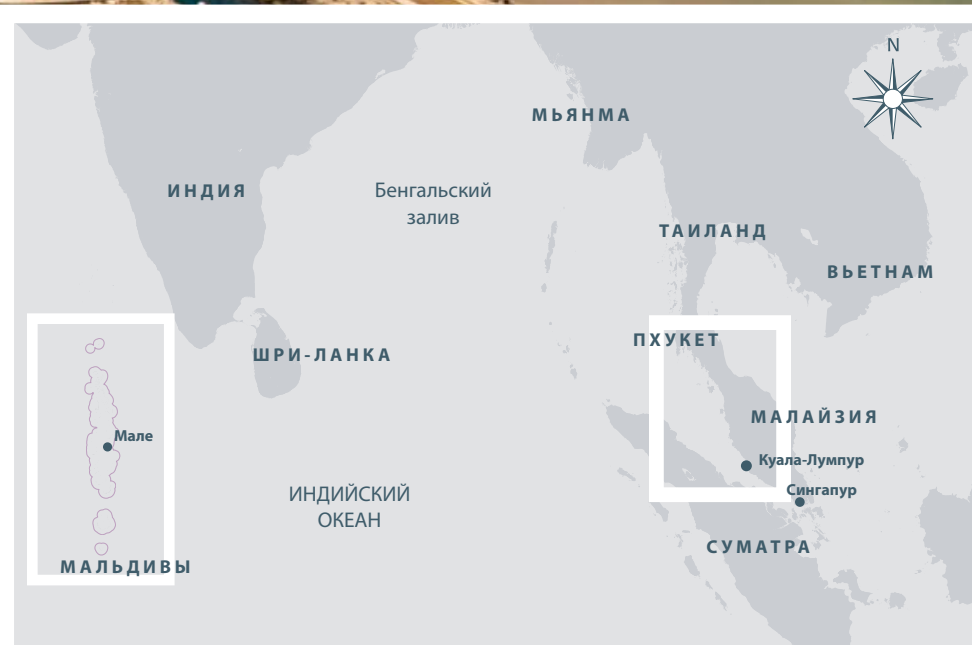 N
МЬЯНМА
ИНДИЯ
Бенгальский
залив
ТАИЛАНД
ВЬЕТНАМ
ПХУКЕТ
ШРИ-ЛАНКА
МАЛАЙЗИЯ
Мале
Куала-Лумпур
Сингапур
ИНДИЙСКИЙ
ОКЕАН
СУМАТРА
МАЛЬДИВЫ